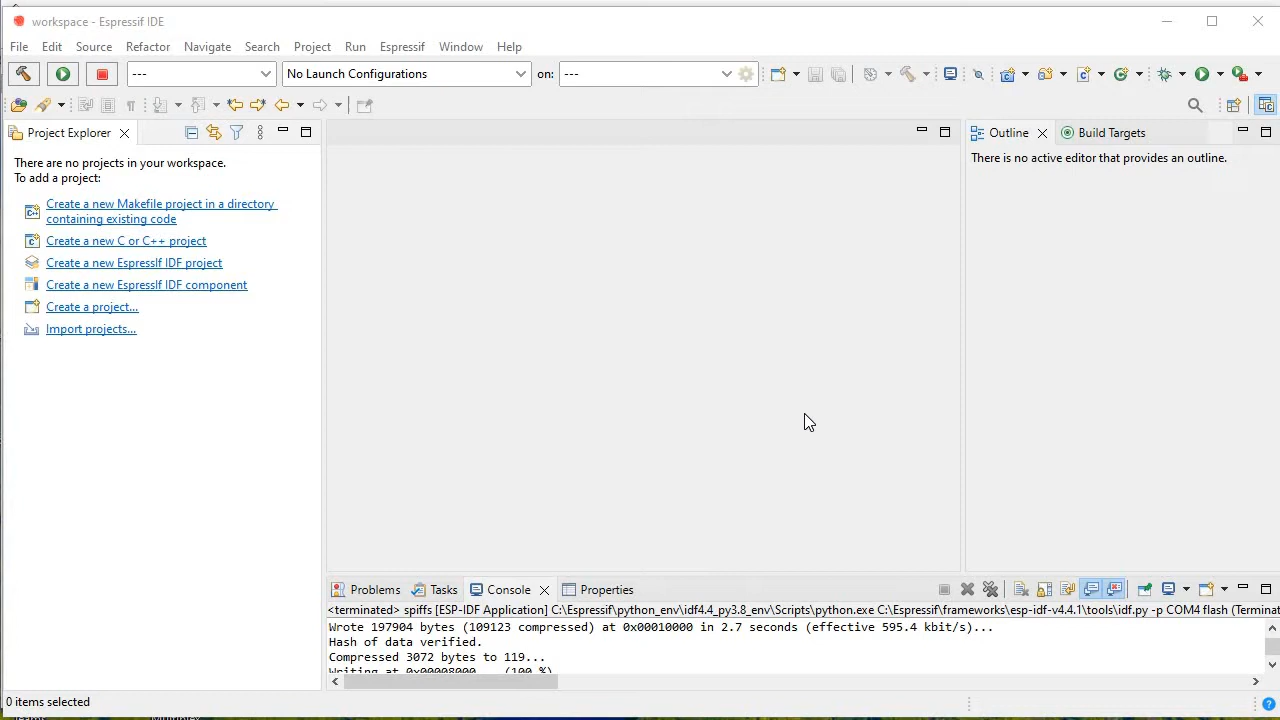 workspace - Espressif IDE
File Edit Source Refactor Navigate Search Project Run Espressif Window Help
--- No Launch Configurations on: ---
Project Explorer
There are no projects in your workspace.
To add a project:
Create a new Makefile project in a directory
containing existing code
Create a new C or C++ project
Create a new EspressIf IDF project
Create a new EspressIf IDF component
Create a project...
Import projects...
Outline Build Targets
There is no active editor that provides an outline.
Problems Tasks Console Properties
<terminated> spiffs [ESP-IDF Application] C:\Espressif\python_env\idf4.4_py3.8_env\Scripts\python.exe C:\Espressif\frameworks\esp-idf-v4.4.1\tools\idf.py -p COM4 flash (Termina
Wrote 197904 bytes (109123 compressed) at 0x00010000 in 2.7 seconds (effective 595.4 kbit/s)...
Hash of data verified.
Compressed 3072 bytes to 119...
Writing at 0x00008000... (100 %)
0 items selected